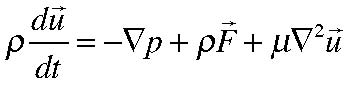 ρ du⃗/dt = −∇p + ρF⃗ + μ∇²u⃗